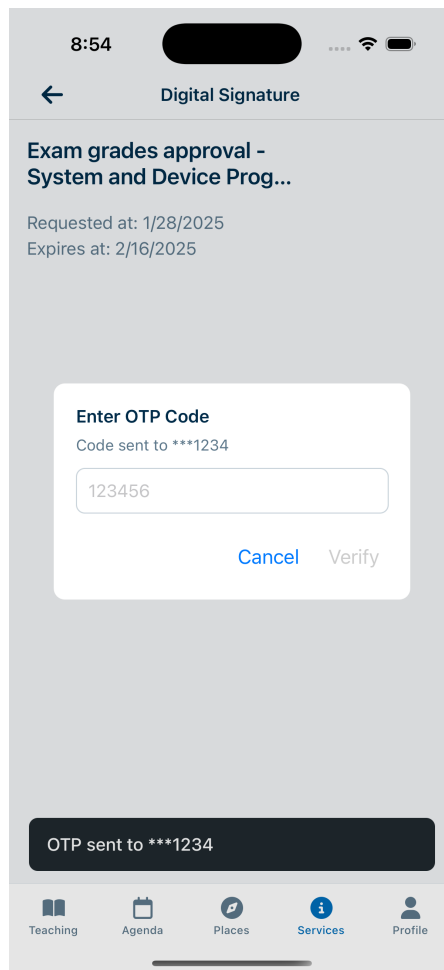 8:54
Digital Signature
Exam grades approval -
System and Device Prog...
Requested at: 1/28/2025
Expires at: 2/16/2025
Enter OTP Code
Code sent to ***1234
123456
Cancel Verify
OTP sent to ***1234
Teaching Agenda Places Services Profile